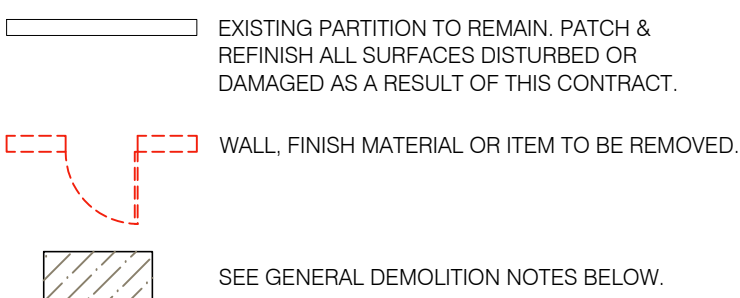 EXISTING PARTITION TO REMAIN. PATCH &
REFINISH ALL SURFACES DISTURBED OR
DAMAGED AS A RESULT OF THIS CONTRACT.
WALL, FINISH MATERIAL OR ITEM TO BE REMOVED.
SEE GENERAL DEMOLITION NOTES BELOW.